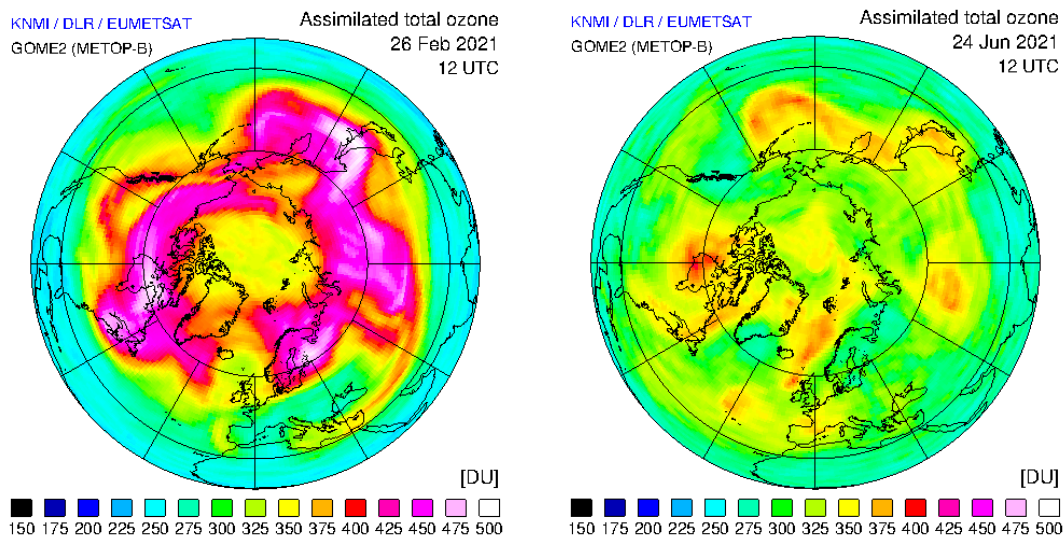 KNMI / DLR / EUMETSAT
GOME2 (METOP-B)
Assimilated total ozone
26 Feb 2021
12 UTC
[DU]
150 175 200 225 250 275 300 325 350 375 400 425 450 475 500
KNMI / DLR / EUMETSAT
GOME2 (METOP-B)
Assimilated total ozone
24 Jun 2021
12 UTC
[DU]
150 175 200 225 250 275 300 325 350 375 400 425 450 475 500